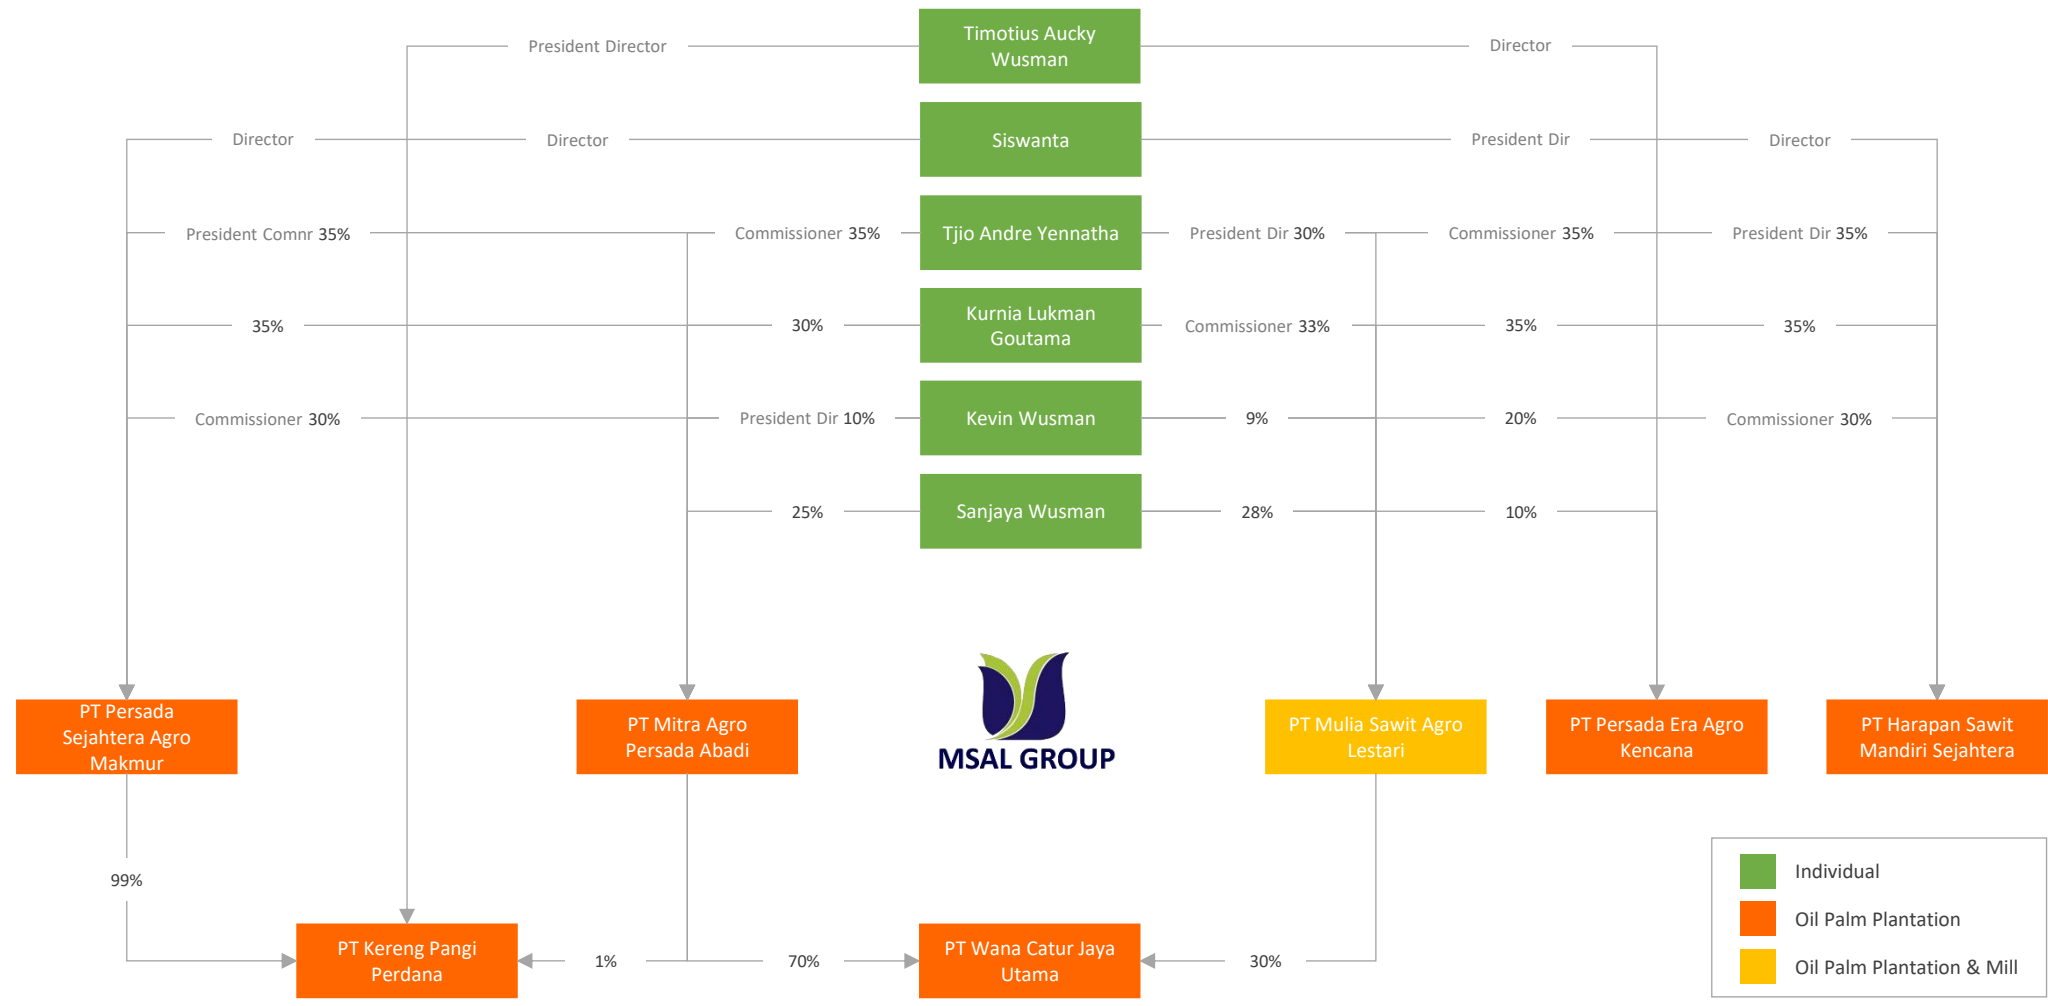 Timotius Aucky
Wusman
President Director
Director
Director
Director
Siswanta
President Dir
Director
President Comnr 35%
Commissioner 35%
Tjio Andre Yennatha
President Dir 30%
Commissioner 35%
President Dir 35%
35%
30%
Kurnia Lukman
Goutama
Commissioner 33%
35%
35%
Commissioner 30%
President Dir 10%
Kevin Wusman
9%
20%
Commissioner 30%
25%
Sanjaya Wusman
28%
10%
PT Persada
Sejahtera Agro
Makmur
PT Mitra Agro
Persada Abadi
MSAL GROUP
PT Mulia Sawit Agro
Lestari
PT Persada Era Agro
Kencana
PT Harapan Sawit
Mandiri Sejahtera
99%
PT Kereng Pangi
Perdana
1%
70%
PT Wana Catur Jaya
Utama
30%
Individual
Oil Palm Plantation
Oil Palm Plantation & Mill